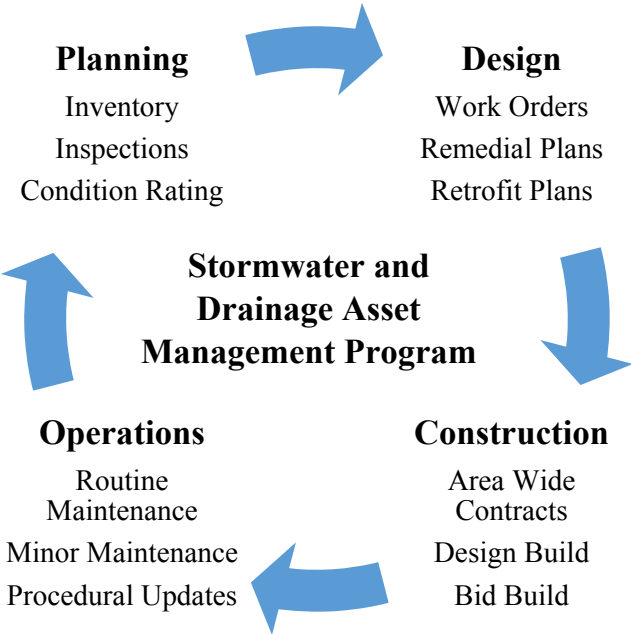 Planning
Inventory
Inspections
Condition Rating
Design
Work Orders
Remedial Plans
Retrofit Plans
Stormwater and
Drainage Asset
Management Program
Operations
Routine
Maintenance
Minor Maintenance
Procedural Updates
Construction
Area Wide
Contracts
Design Build
Bid Build